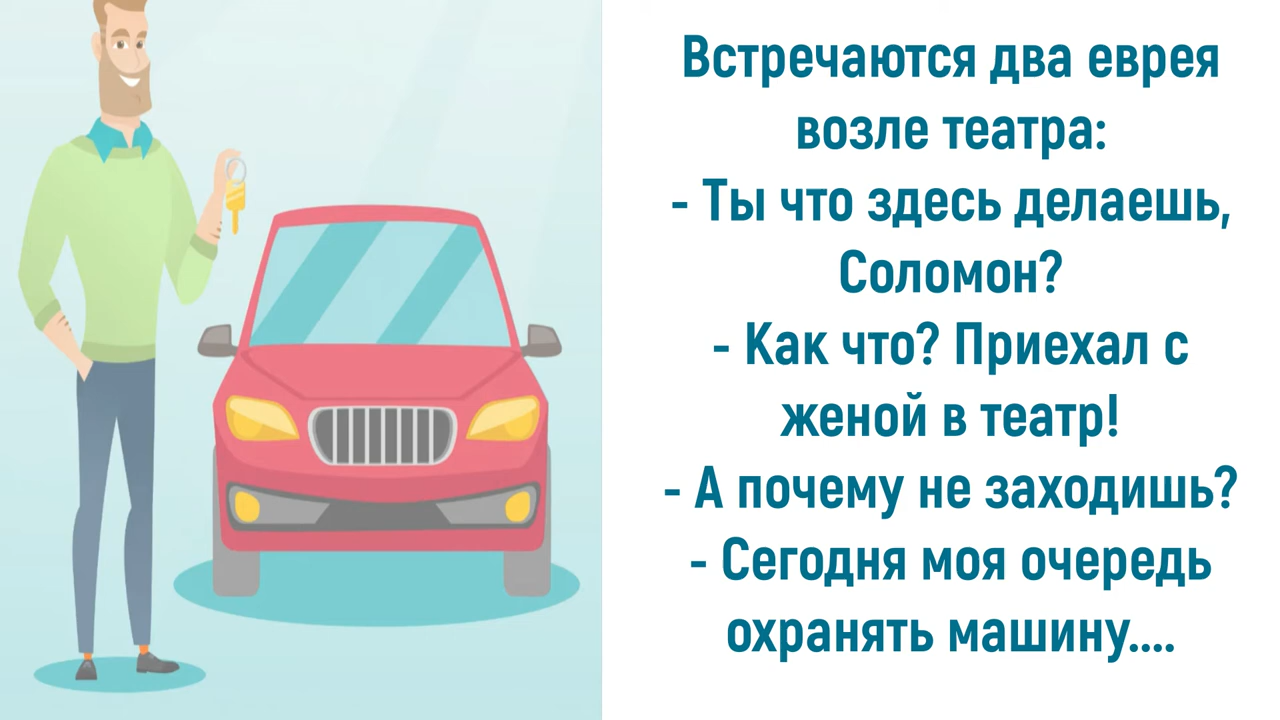 Встречаются два еврея
возле театра:
- Ты что здесь делаешь,
Соломон?
- Как что? Приехал с
женой в театр!
- А почему не заходишь?
- Сегодня моя очередь
охранять машину....